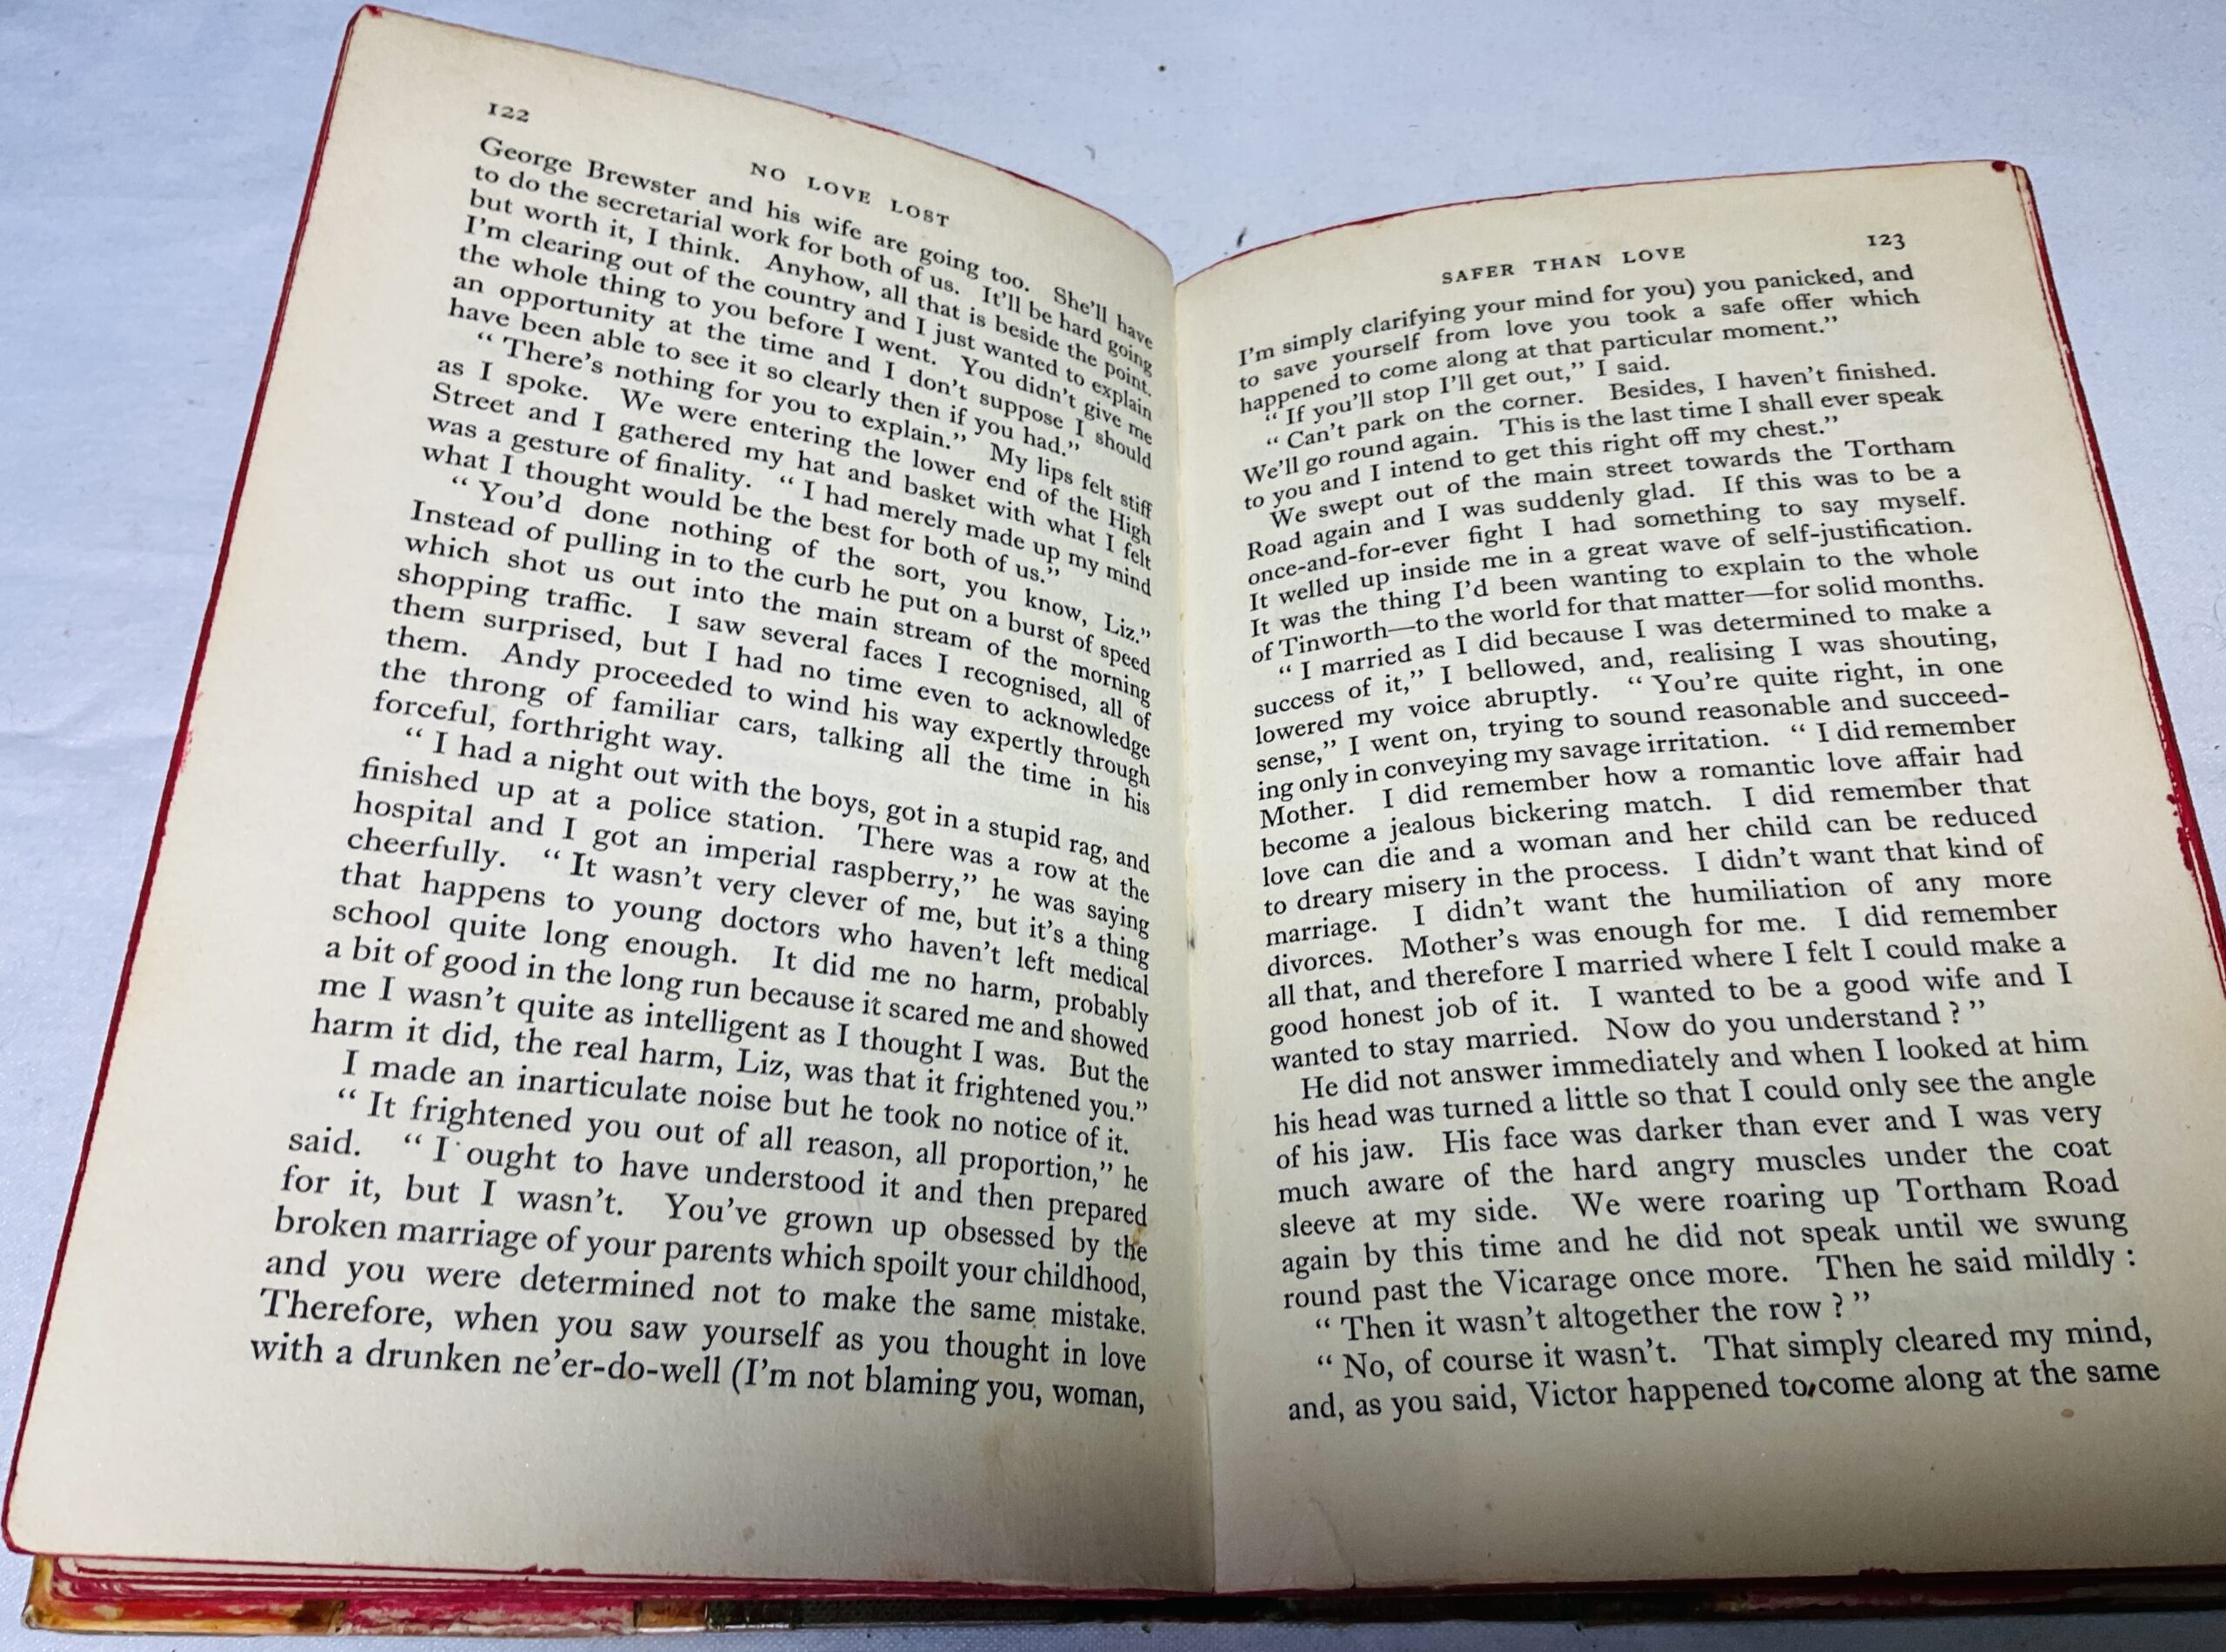 122
NO LOVE LOST
George Brewster and his wife are going too. She'll have
to do the secretarial work for both of us. It'll be hard going
but worth it, I think. Anyhow, all that is beside the point.
I'm clearing out of the country and I just wanted to explain
the whole thing to you before I went. You didn't give me
an opportunity at the time and I don't suppose I should
have been able to see it so clearly then if you had.”
“ There's nothing for you to explain.” My lips felt stiff
as I spoke. We were entering the lower end of the High
Street and I gathered my hat and basket with what I felt
was a gesture of finality. “ I had merely made up my mind
what I thought would be the best for both of us.”
“ You'd done nothing of the sort, you know, Liz.”
Instead of pulling in to the curb he put on a burst of speed
which shot us out into the main stream of the morning
shopping traffic. I saw several faces I recognised, all of
them surprised, but I had no time even to acknowledge
them. Andy proceeded to wind his way expertly through
the throng of familiar cars, talking all the time in his
forceful, forthright way.
“ I had a night out with the boys, got in a stupid rag, and
finished up at a police station. There was a row at the
hospital and I got an imperial raspberry,” he was saying
cheerfully. “ It wasn't very clever of me, but it's a thing
that happens to young doctors who haven't left medical
school quite long enough. It did me no harm, probably
a bit of good in the long run because it scared me and showed
me I wasn't quite as intelligent as I thought I was. But the
harm it did, the real harm, Liz, was that it frightened you.”
I made an inarticulate noise but he took no notice of it.
“ It frightened you out of all reason, all proportion,” he
said. “ I ought to have understood it and then prepared
for it, but I wasn't. You've grown up obsessed by the
broken marriage of your parents which spoilt your childhood,
and you were determined not to make the same mistake.
Therefore, when you saw yourself as you thought in love
with a drunken ne'er-do-well (I'm not blaming you, woman,
SAFER THAN LOVE
123
I'm simply clarifying your mind for you) you panicked, and
to save yourself from love you took a safe offer which
happened to come along at that particular moment.”
“ If you'll stop I'll get out,” I said.
“ Can't park on the corner. Besides, I haven't finished.
We'll go round again. This is the last time I shall ever speak
to you and I intend to get this right off my chest.”
We swept out of the main street towards the Tortham
Road again and I was suddenly glad. If this was to be a
once-and-for-ever fight I had something to say myself.
It welled up inside me in a great wave of self-justification.
It was the thing I'd been wanting to explain to the whole
of Tinworth—to the world for that matter—for solid months.
“ I married as I did because I was determined to make a
success of it,” I bellowed, and, realising I was shouting,
lowered my voice abruptly. “ You're quite right, in one
sense,” I went on, trying to sound reasonable and succeed-
ing only in conveying my savage irritation. “ I did remember
Mother. I did remember how a romantic love affair had
become a jealous bickering match. I did remember that
love can die and a woman and her child can be reduced
to dreary misery in the process. I didn't want that kind of
marriage. I didn't want the humiliation of any more
divorces. Mother's was enough for me. I did remember
all that, and therefore I married where I felt I could make a
good honest job of it. I wanted to be a good wife and I
wanted to stay married. Now do you understand ? ”
He did not answer immediately and when I looked at him
his head was turned a little so that I could only see the angle
of his jaw. His face was darker than ever and I was very
much aware of the hard angry muscles under the coat
sleeve at my side. We were roaring up Tortham Road
again by this time and he did not speak until we swung
round past the Vicarage once more. Then he said mildly :
“ Then it wasn't altogether the row ? ”
“ No, of course it wasn't. That simply cleared my mind,
and, as you said, Victor happened to come along at the same